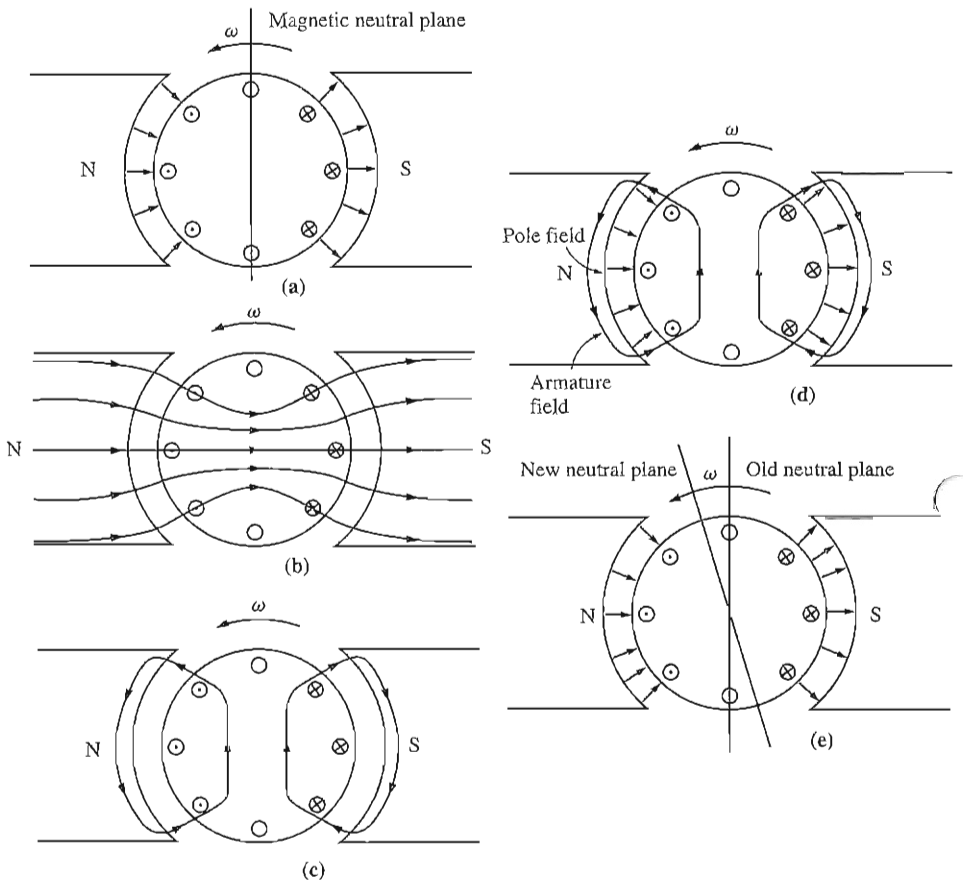 Magnetic neutral plane
ω
N
S
(a)
ω
N
S
(b)
ω
N
S
(c)
ω
Pole field
N
S
Armature
field
(d)
New neutral plane
ω
Old neutral plane
N
S
(e)